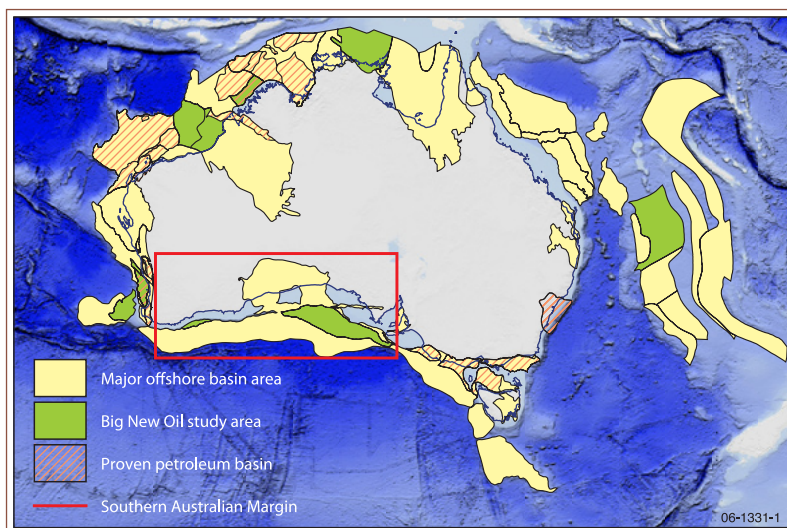 Major offshore basin area
Big New Oil study area
Proven petroleum basin
Southern Australian Margin
06-1331-1